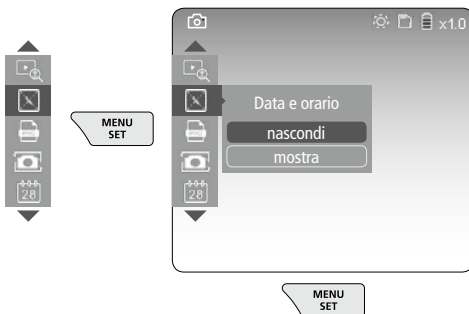 x1.0
MENU
SET
Data e orario
nascondi
mostra
28
28
MENU
SET